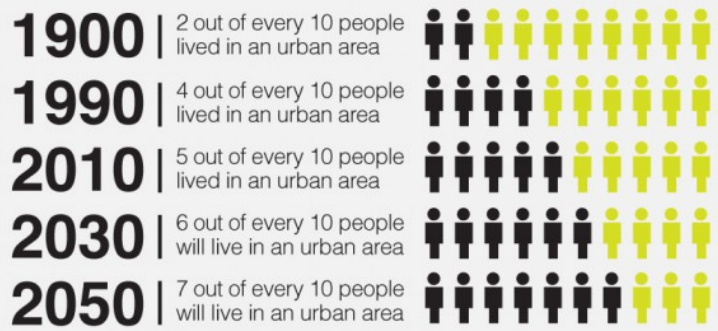 1900 | 2 out of every 10 people
lived in an urban area
1990 | 4 out of every 10 people
lived in an urban area
2010 | 5 out of every 10 people
lived in an urban area
2030 | 6 out of every 10 people
will live in an urban area
2050 | 7 out of every 10 people
will live in an urban area